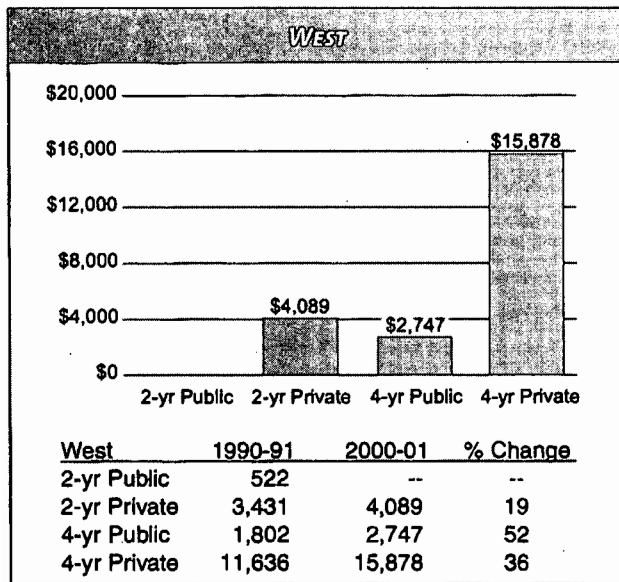 WEST
$20,000
$16,000
$15,878
$12,000
$8,000
$4,000
$4,089
$2,747
$0
2-yr Public 2-yr Private 4-yr Public 4-yr Private
West 1990-91 2000-01 % Change
2-yr Public 522 -- --
2-yr Private 3,431 4,089 19
4-yr Public 1,802 2,747 52
4-yr Private 11,636 15,878 36